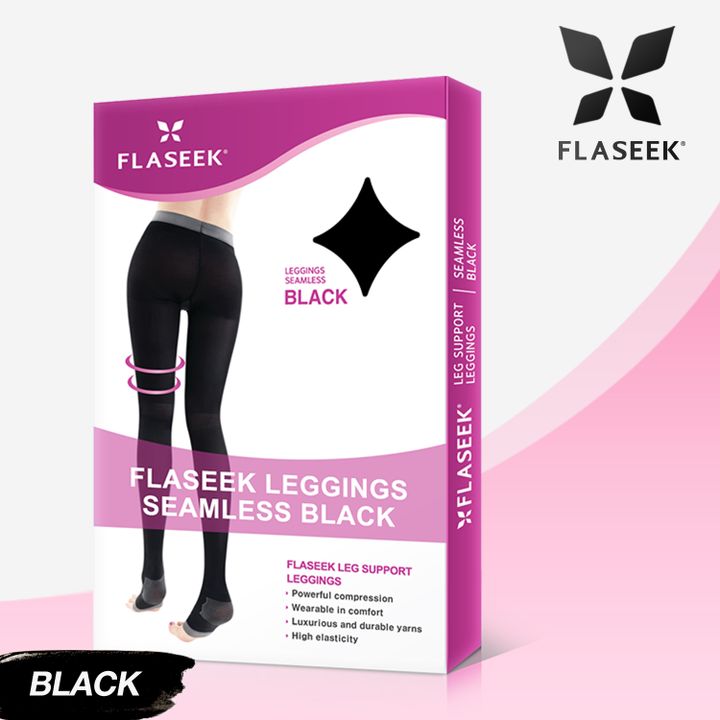 FLASEEK®
FLASEEK®
LEGGINGS
SEAMLESS
BLACK
FLASEEK LEGGINGS
SEAMLESS BLACK
FLASEEK LEG SUPPORT
LEGGINGS
• Powerful compression
• Wearable in comfort
• Luxurious and durable yarns
• High elasticity
FLASEEK®
LEG SUPPORT
LEGGINGS
SEAMLESS
BLACK
BLACK